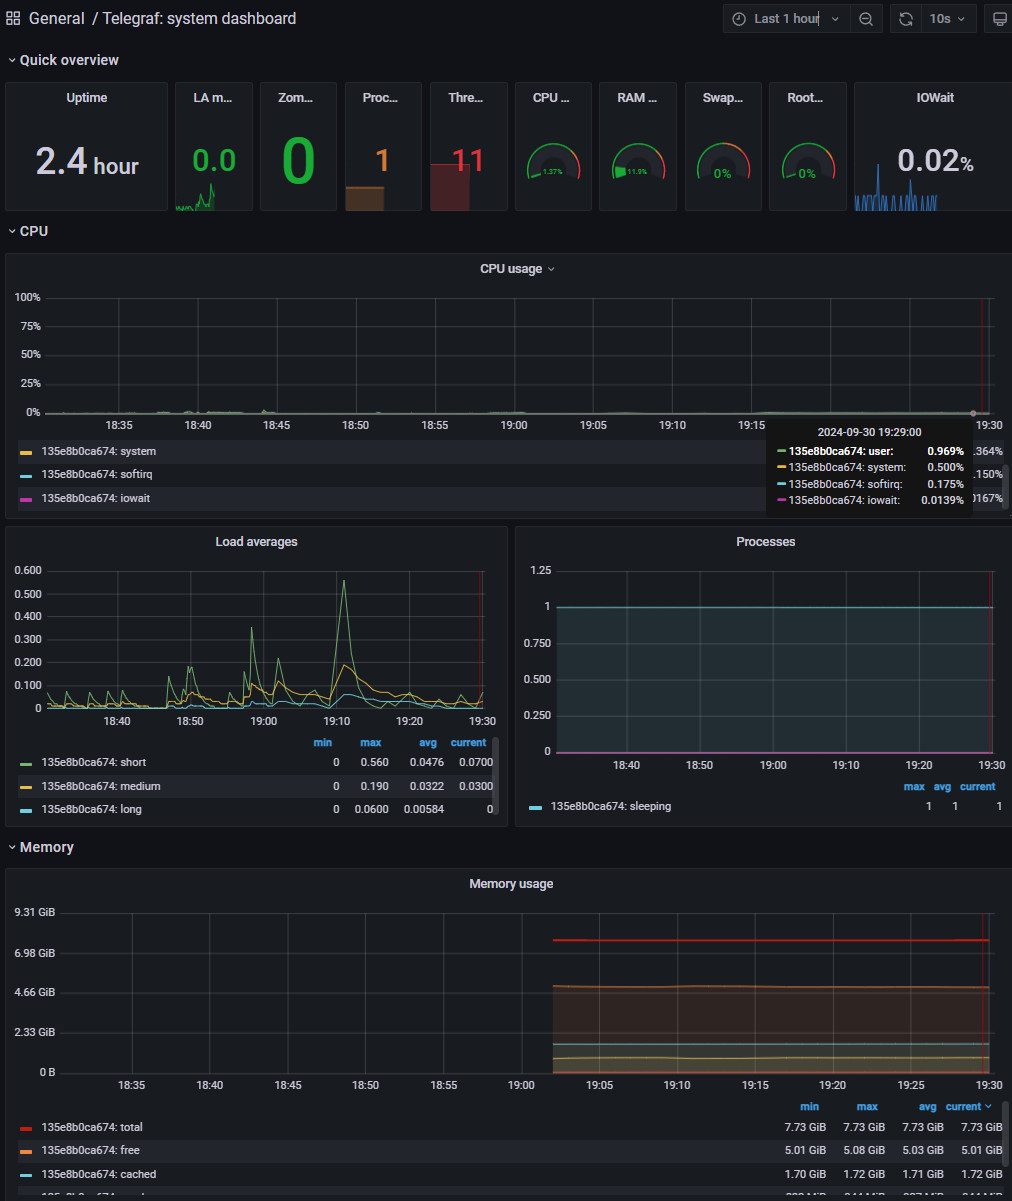 General / Telegraf: system dashboard
Last 1 hour
10s
Quick overview
Uptime
LA m...
Zom...
Proc...
Thre...
CPU ...
RAM ...
Swap...
Root...
IOWait
2.4 hour
0.0
0
1
11
1.37%
11.9%
0%
0%
0.02%
CPU
CPU usage
100%
75%
50%
25%
0%
18:35 18:40 18:45 18:50 18:55 19:00 19:05 19:10 19:15 19:30
2024-09-30 19:29:00
135e8b0ca674: user: 0.969%
135e8b0ca674: system: 0.500%
135e8b0ca674: softirq: 0.175%
135e8b0ca674: iowait: 0.0139%
135e8b0ca674: system .364%
135e8b0ca674: softirq .150%
135e8b0ca674: iowait 0167%
Load averages
0.600
0.500
0.400
0.300
0.200
0.100
0
18:40 18:50 19:00 19:10 19:20 19:30
min max avg current
135e8b0ca674: short 0 0.560 0.0476 0.0700
135e8b0ca674: medium 0 0.190 0.0322 0.0300
135e8b0ca674: long 0 0.0600 0.00584 0
Processes
1.25
1
0.750
0.500
0.250
0
18:40 18:50 19:00 19:10 19:20 19:30
max avg current
135e8b0ca674: sleeping 1 1 1
Memory
Memory usage
9.31 GiB
6.98 GiB
4.66 GiB
2.33 GiB
0 B
18:35 18:40 18:45 18:50 18:55 19:00 19:05 19:10 19:15 19:20 19:25 19:30
min max avg current
135e8b0ca674: total 7.73 GiB 7.73 GiB 7.73 GiB 7.73 GiB
135e8b0ca674: free 5.01 GiB 5.08 GiB 5.03 GiB 5.01 GiB
135e8b0ca674: cached 1.70 GiB 1.72 GiB 1.71 GiB 1.72 GiB